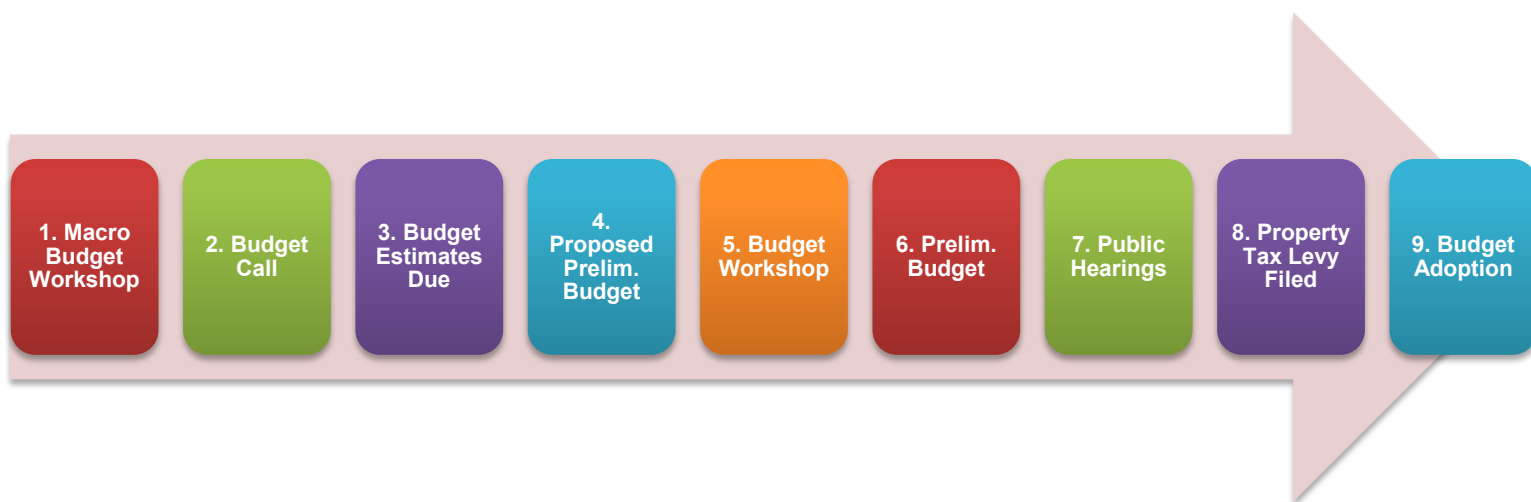 1. Macro
Budget
Workshop
2. Budget
Call
3. Budget
Estimates
Due
4.
Proposed
Prelim.
Budget
5. Budget
Workshop
6. Prelim.
Budget
7. Public
Hearings
8. Property
Tax Levy
Filed
9. Budget
Adoption